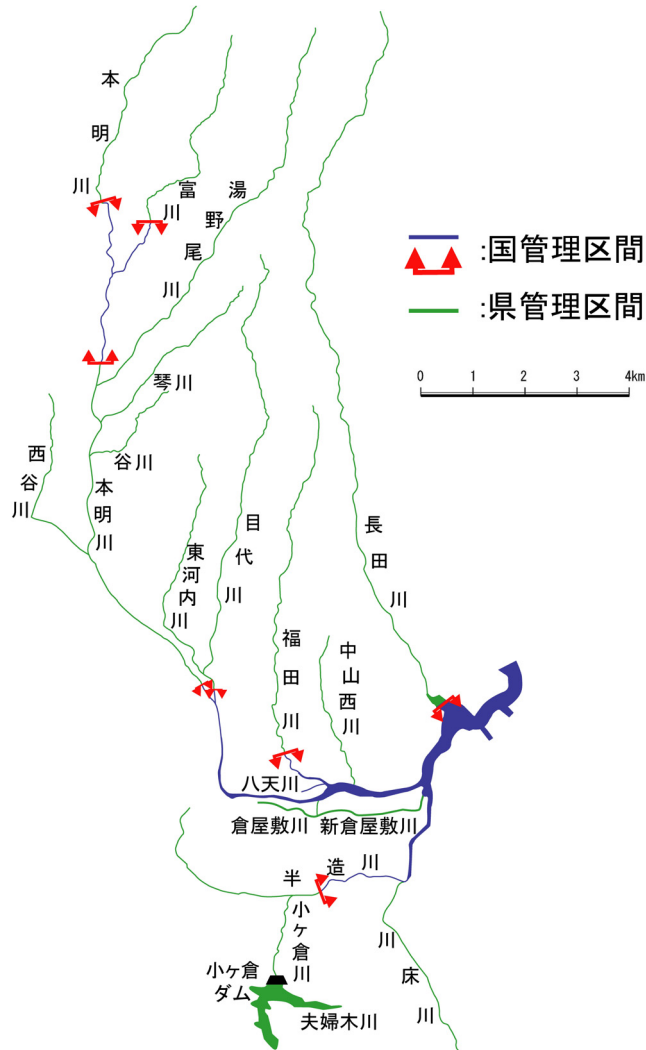 本明川
富川
湯野尾川
:国管理区間
:県管理区間
0 1 2 3 4km
琴川
谷川
西谷川
本明川
東河内川
目代川
長田川
福田川
中山西川
八天川
倉屋敷川
新倉屋敷川
半造川
小ヶ倉川
川床川
小ヶ倉
ダム
夫婦木川